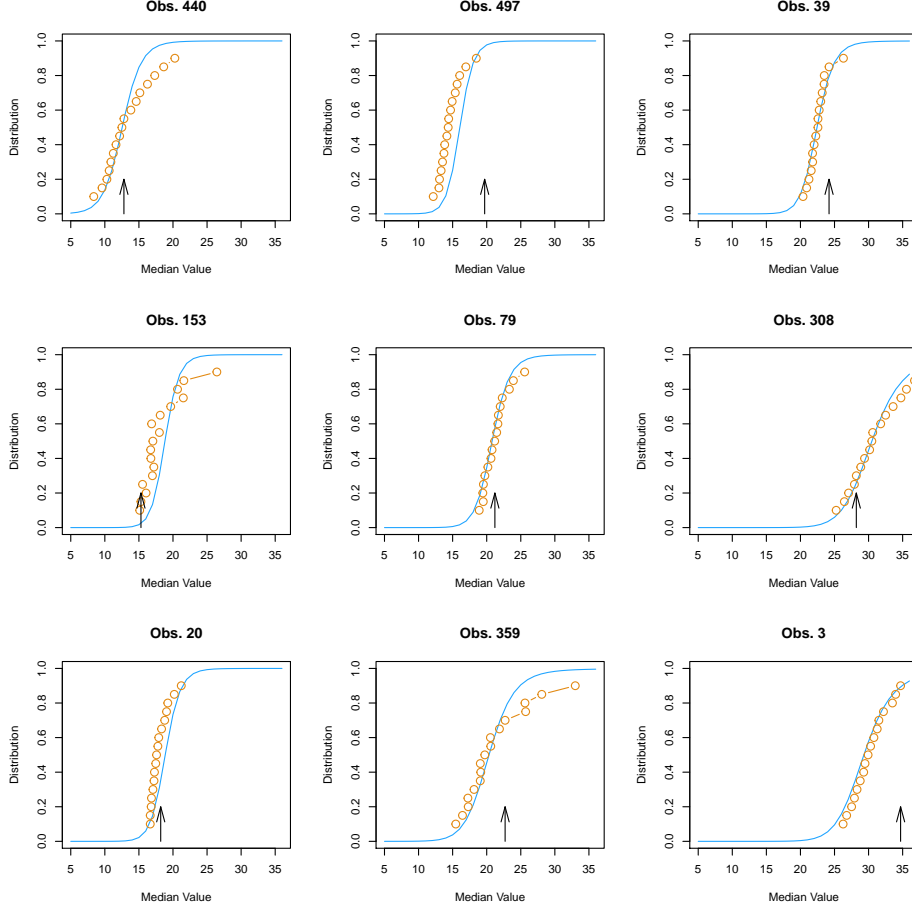 Obs. 440
Distribution
0.0 0.2 0.4 0.6 0.8 1.0
5 10 15 20 25 30 35
Median Value
Obs. 497
Distribution
0.0 0.2 0.4 0.6 0.8 1.0
5 10 15 20 25 30 35
Median Value
Obs. 39
Distribution
0.0 0.2 0.4 0.6 0.8 1.0
5 10 15 20 25 30 35
Median Value
Obs. 153
Distribution
0.0 0.2 0.4 0.6 0.8 1.0
5 10 15 20 25 30 35
Median Value
Obs. 79
Distribution
0.0 0.2 0.4 0.6 0.8 1.0
5 10 15 20 25 30 35
Median Value
Obs. 308
Distribution
0.0 0.2 0.4 0.6 0.8 1.0
5 10 15 20 25 30 35
Median Value
Obs. 20
Distribution
0.0 0.2 0.4 0.6 0.8 1.0
5 10 15 20 25 30 35
Median Value
Obs. 359
Distribution
0.0 0.2 0.4 0.6 0.8 1.0
5 10 15 20 25 30 35
Median Value
Obs. 3
Distribution
0.0 0.2 0.4 0.6 0.8 1.0
5 10 15 20 25 30 35
Median Value